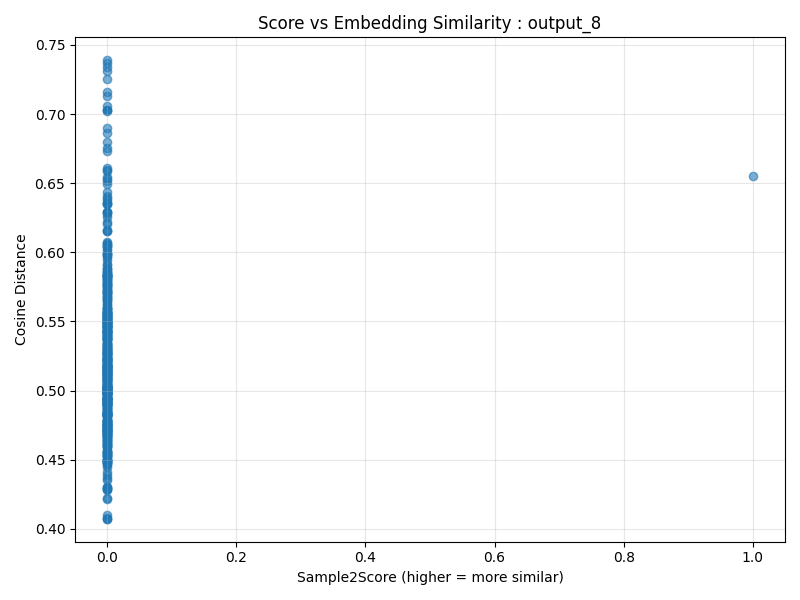 Score vs Embedding Similarity : output_8
Cosine Distance
0.75
0.70
0.65
0.60
0.55
0.50
0.45
0.40
0.0 0.2 0.4 0.6 0.8 1.0
Sample2Score (higher = more similar)